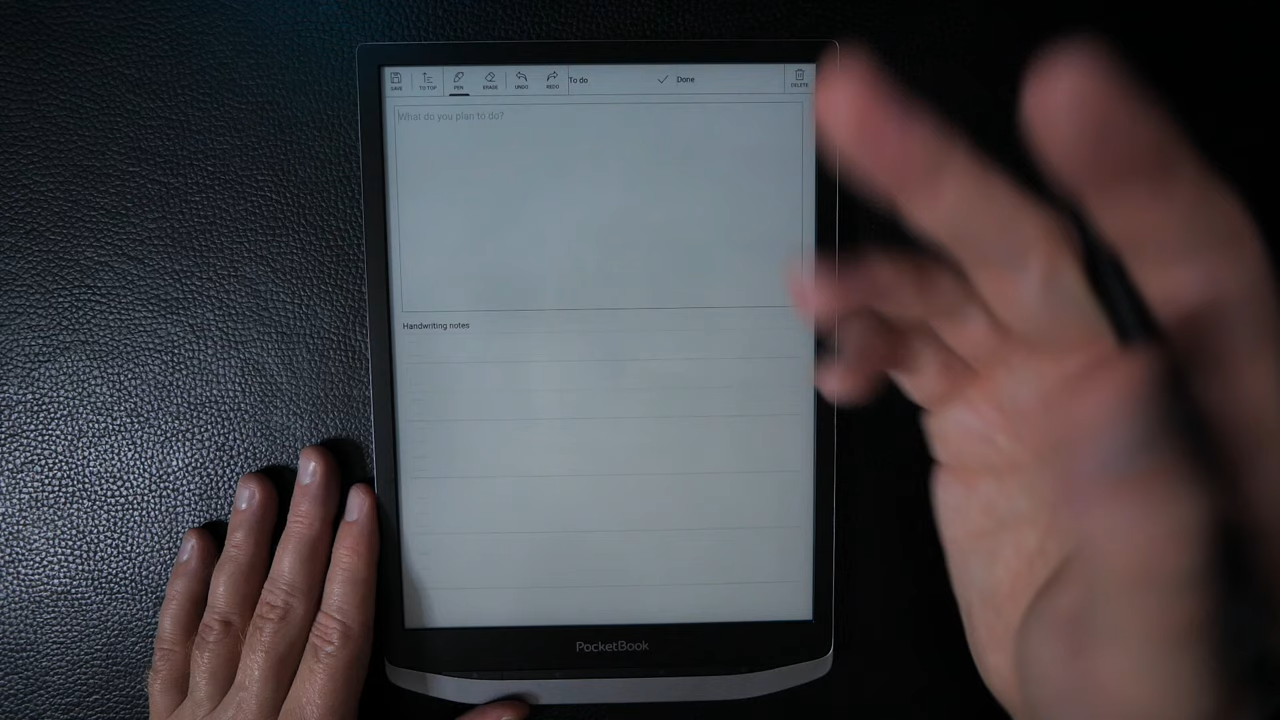 SAVE TO TOP PEN ERASE UNDO REDO To do Done DELETE
What do you plan to do?
Handwriting notes
PocketBook